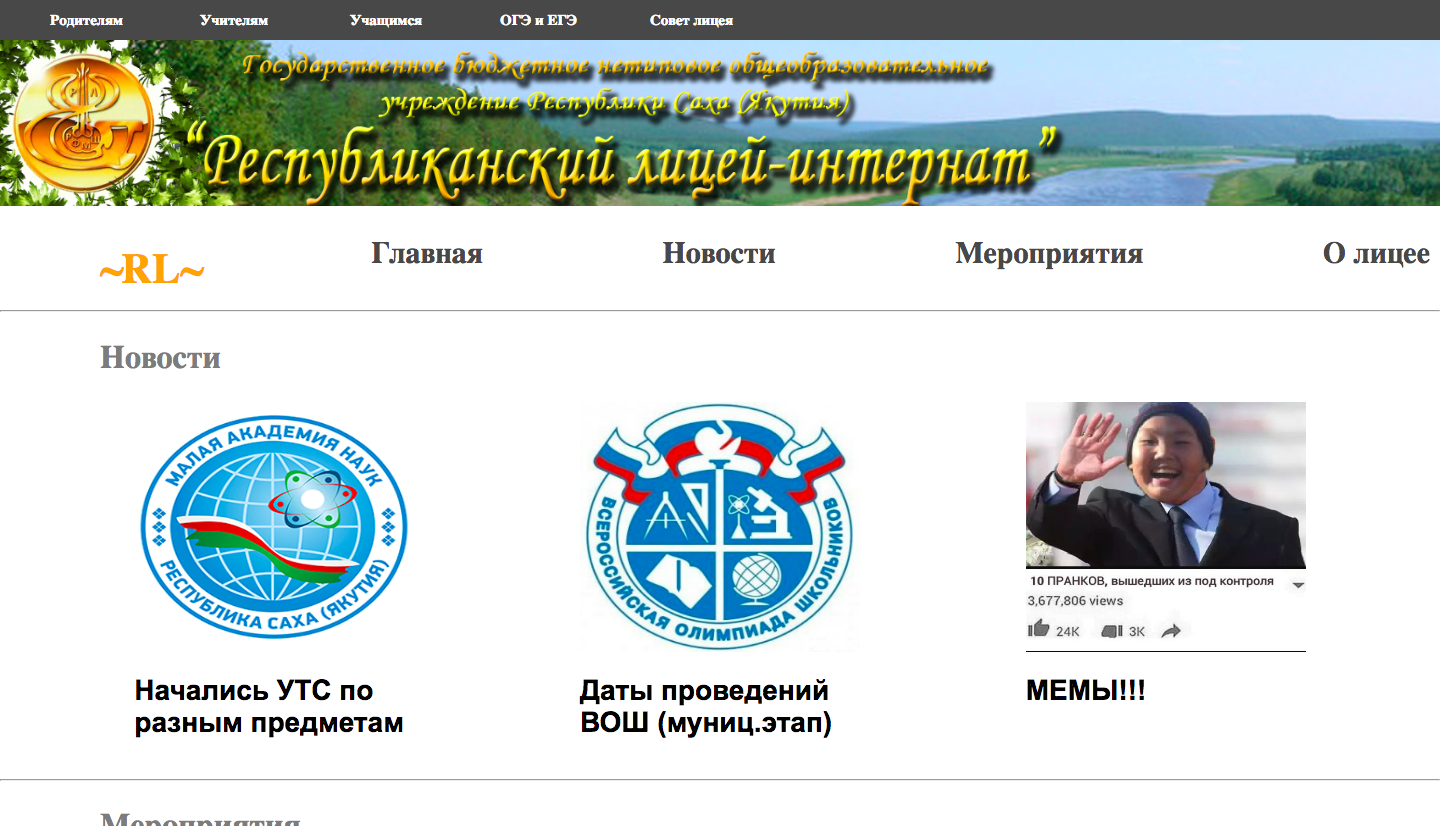 Родителям
Учителям
Учащимся
ОГЭ и ЕГЭ
Совет лицея
Государственное бюджетное нетиповое общеобразовательное
учреждение Республики Саха (Якутия)
“Республиканский лицей-интернат”
~RL~
Главная
Новости
Мероприятия
О лицее
Новости
МАЛАЯ АКАДЕМИЯ НАУК
РЕСПУБЛИКА САХА (ЯКУТИЯ)
Начались УТС по
разным предметам
ВСЕРОССИЙСКАЯ ОЛИМПИАДА ШКОЛЬНИКОВ
Даты проведений
ВОШ (муниц.этап)
10 ПРАНКОВ, вышедших из под контроля
3,677,806 views
24K
3K
МЕМЫ!!!
Мероприятия